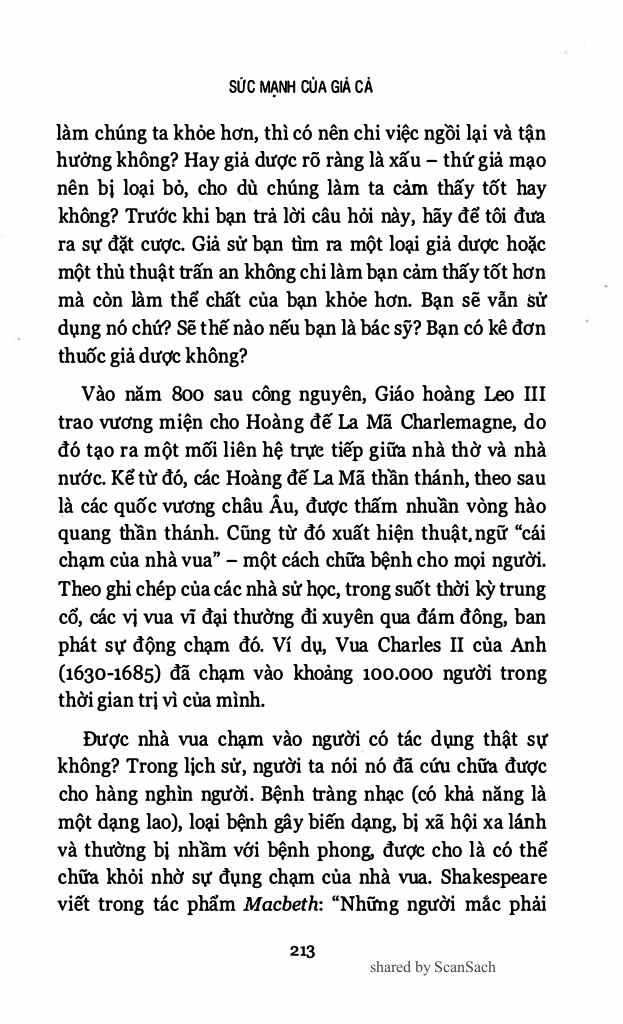 SỨC MẠNH CỦA GIÁ CẢ
làm chúng ta khỏe hơn, thì có nên chi việc ngồi lại và tận
hưởng không? Hay giả dược rõ ràng là xấu – thứ giả mạo
nên bị loại bỏ, cho dù chúng làm ta cảm thấy tốt hay
không? Trước khi bạn trả lời câu hỏi này, hãy để tôi đưa
ra sự đặt cược. Giả sử bạn tìm ra một loại giả dược hoặc
một thủ thuật trấn an không chi làm bạn cảm thấy tốt hơn
mà còn làm thể chất của bạn khỏe hơn. Bạn sẽ vẫn sử
dụng nó chứ? Sẽ thế nào nếu bạn là bác sỹ? Bạn có kê đơn
thuốc giả dược không?
Vào năm 800 sau công nguyên, Giáo hoàng Leo III
trao vương miện cho Hoàng đế La Mã Charlemagne, do
đó tạo ra một mối liên hệ trực tiếp giữa nhà thờ và nhà
nước. Kể từ đó, các Hoàng đế La Mã thần thánh, theo sau
là các quốc vương châu Âu, được thấm nhuần vòng hào
quang thần thánh. Cũng từ đó xuất hiện thuật ngữ “cái
chạm của nhà vua” – một cách chữa bệnh cho mọi người.
Theo ghi chép của các nhà sử học, trong suốt thời kỳ trung
cổ, các vị vua vĩ đại thường đi xuyên qua đám đông, ban
phát sự động chạm đó. Ví dụ, Vua Charles II của Anh
(1630-1685) đã chạm vào khoảng 100.000 người trong
thời gian trị vì của mình.
Được nhà vua chạm vào người có tác dụng thật sự
không? Trong lịch sử, người ta nói nó đã cứu chữa được
cho hàng nghìn người. Bệnh tràng nhạc (có khả năng là
một dạng lao), loại bệnh gây biến dạng, bị xã hội xa lánh
và thường bị nhầm với bệnh phong, được cho là có thể
chữa khỏi nhờ sự đụng chạm của nhà vua. Shakespeare
viết trong tác phẩm Macbeth: “Những người mắc phải
213
shared by ScanSach